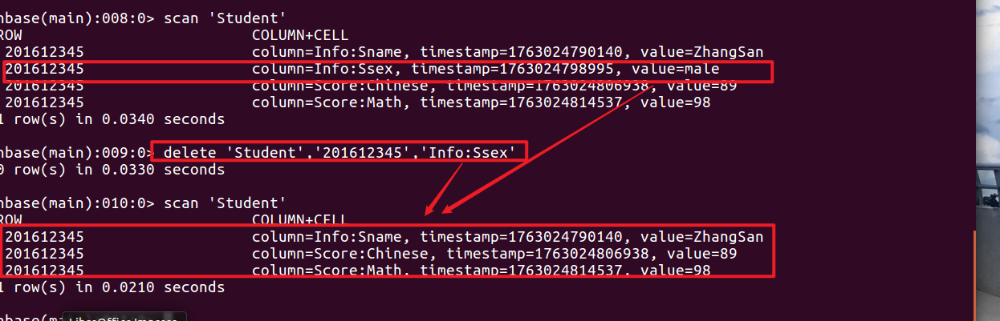 hbase(main):008:0> scan 'Student'
ROW COLUMN+CELL
201612345 column=Info:Sname, timestamp=1763024790140, value=ZhangSan
201612345 column=Info:Ssex, timestamp=1763024798995, value=male
201612345 column=Score:Chinese, timestamp=1763024806938, value=89
201612345 column=Score:Math, timestamp=1763024814537, value=98
1 row(s) in 0.0340 seconds
hbase(main):009:0> delete 'Student','201612345','Info:Ssex'
0 row(s) in 0.0330 seconds
hbase(main):010:0> scan 'Student'
ROW COLUMN+CELL
201612345 column=Info:Sname, timestamp=1763024790140, value=ZhangSan
201612345 column=Score:Chinese, timestamp=1763024806938, value=89
201612345 column=Score:Math, timestamp=1763024814537, value=98
1 row(s) in 0.0210 seconds